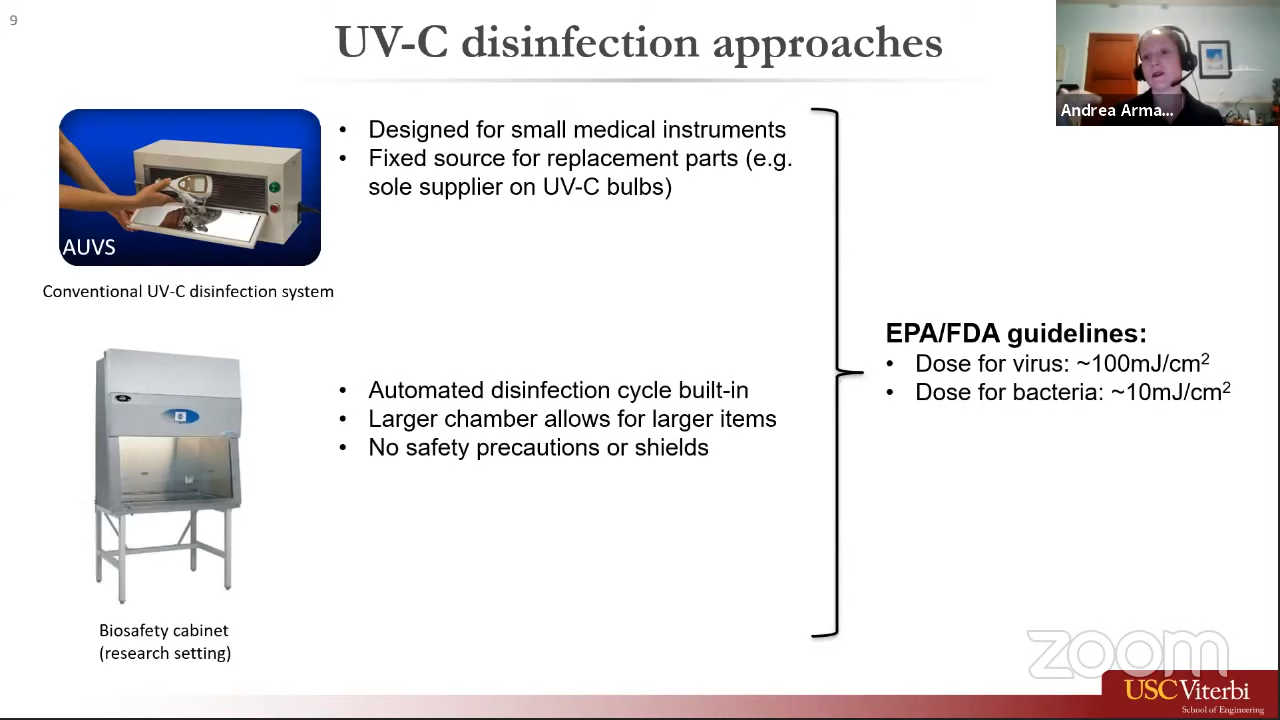 9
UV-C disinfection approaches
Andrea Arma...
• Designed for small medical instruments
• Fixed source for replacement parts (e.g.
sole supplier on UV-C bulbs)
AUVS
Conventional UV-C disinfection system
EPA/FDA guidelines:
• Dose for virus: ~100mJ/cm²
• Dose for bacteria: ~10mJ/cm²
• Automated disinfection cycle built-in
• Larger chamber allows for larger items
• No safety precautions or shields
Biosafety cabinet
(research setting)
zoom
USC Viterbi
School of Engineering